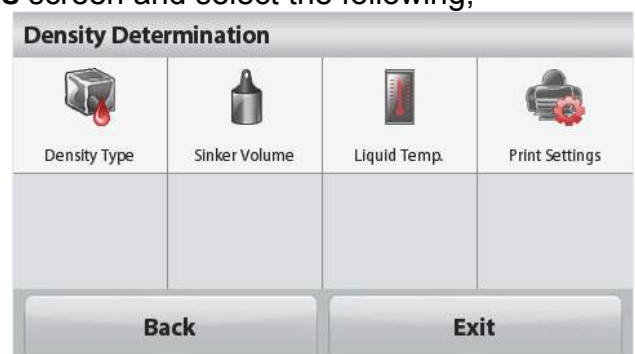 s screen and select the following,
Density Determination
Density Type
Sinker Volume
Liquid Temp.
Print Settings
Back
Exit